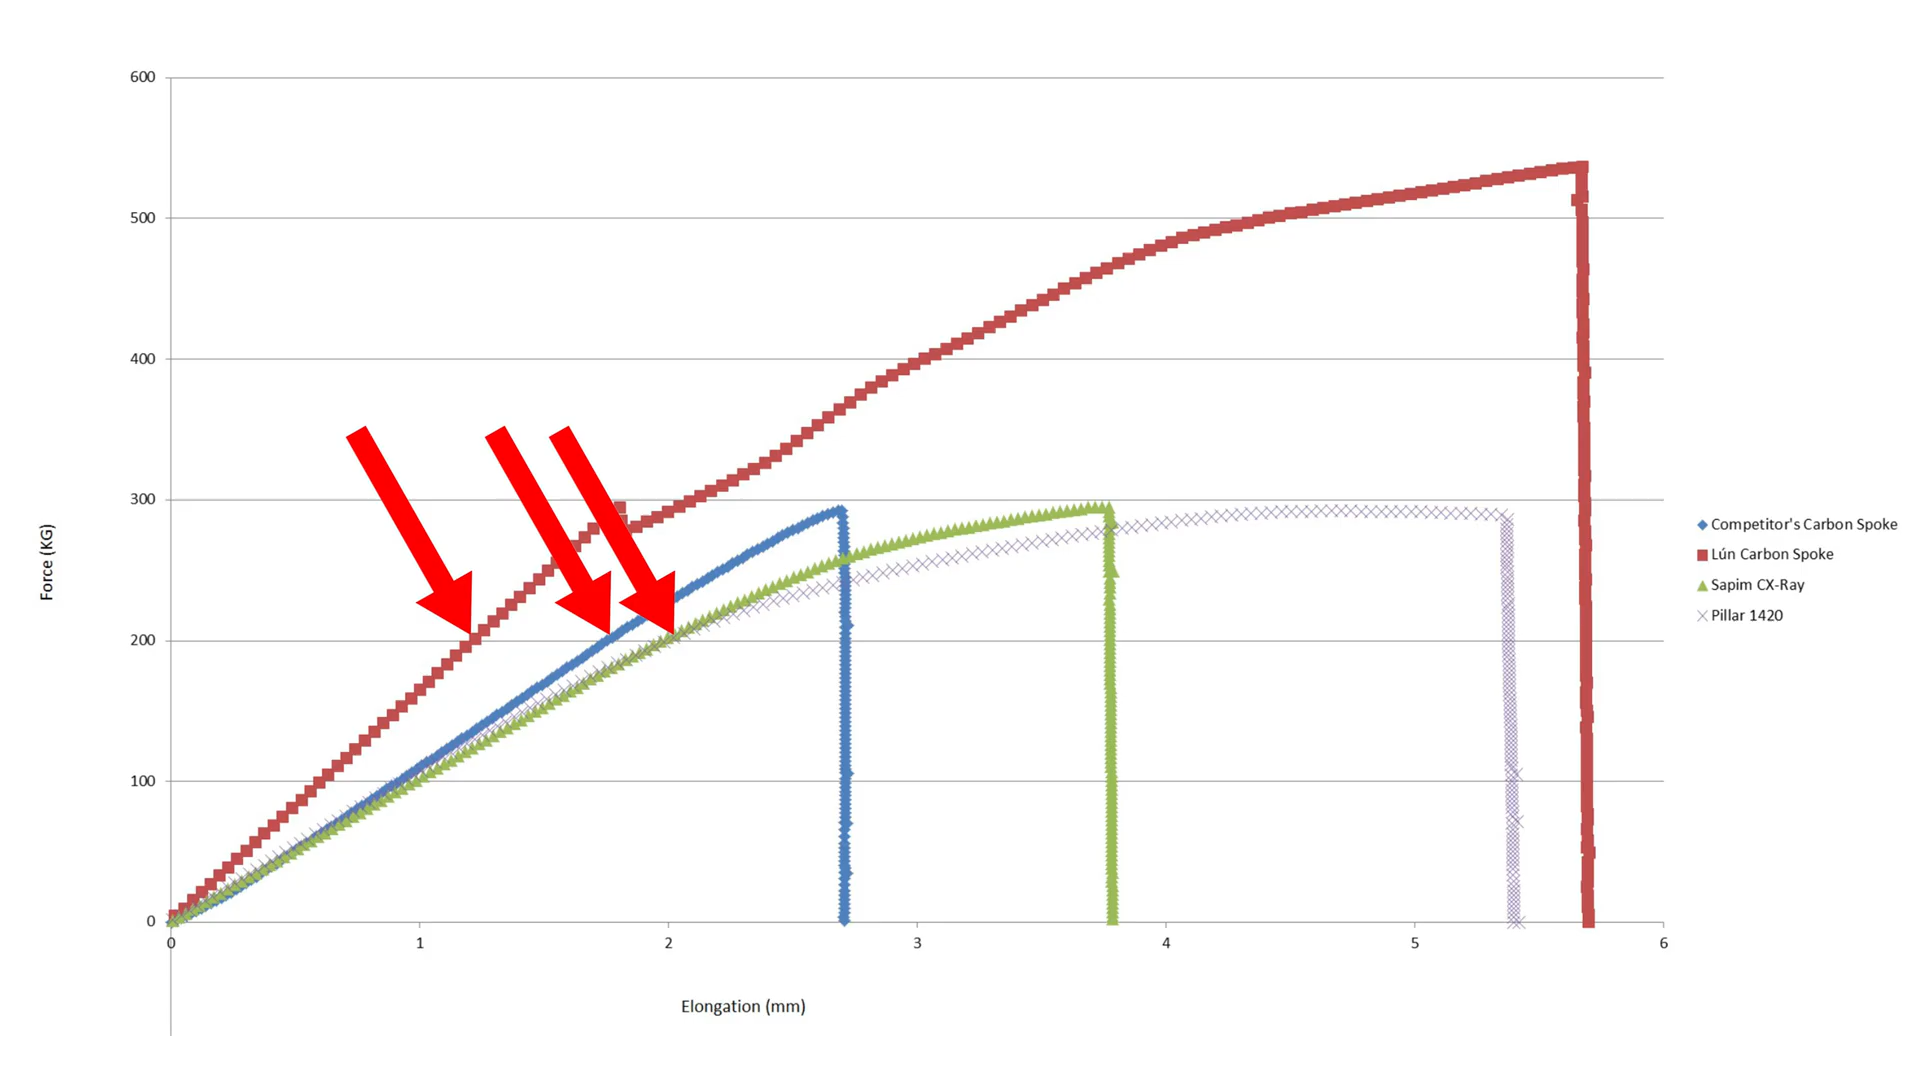 600
500
400
300
200
100
0
0 1 2 3 4 5 6
Force (KG)
Elongation (mm)
Competitor's Carbon Spoke
Lún Carbon Spoke
Sapim CX-Ray
Pillar 1420